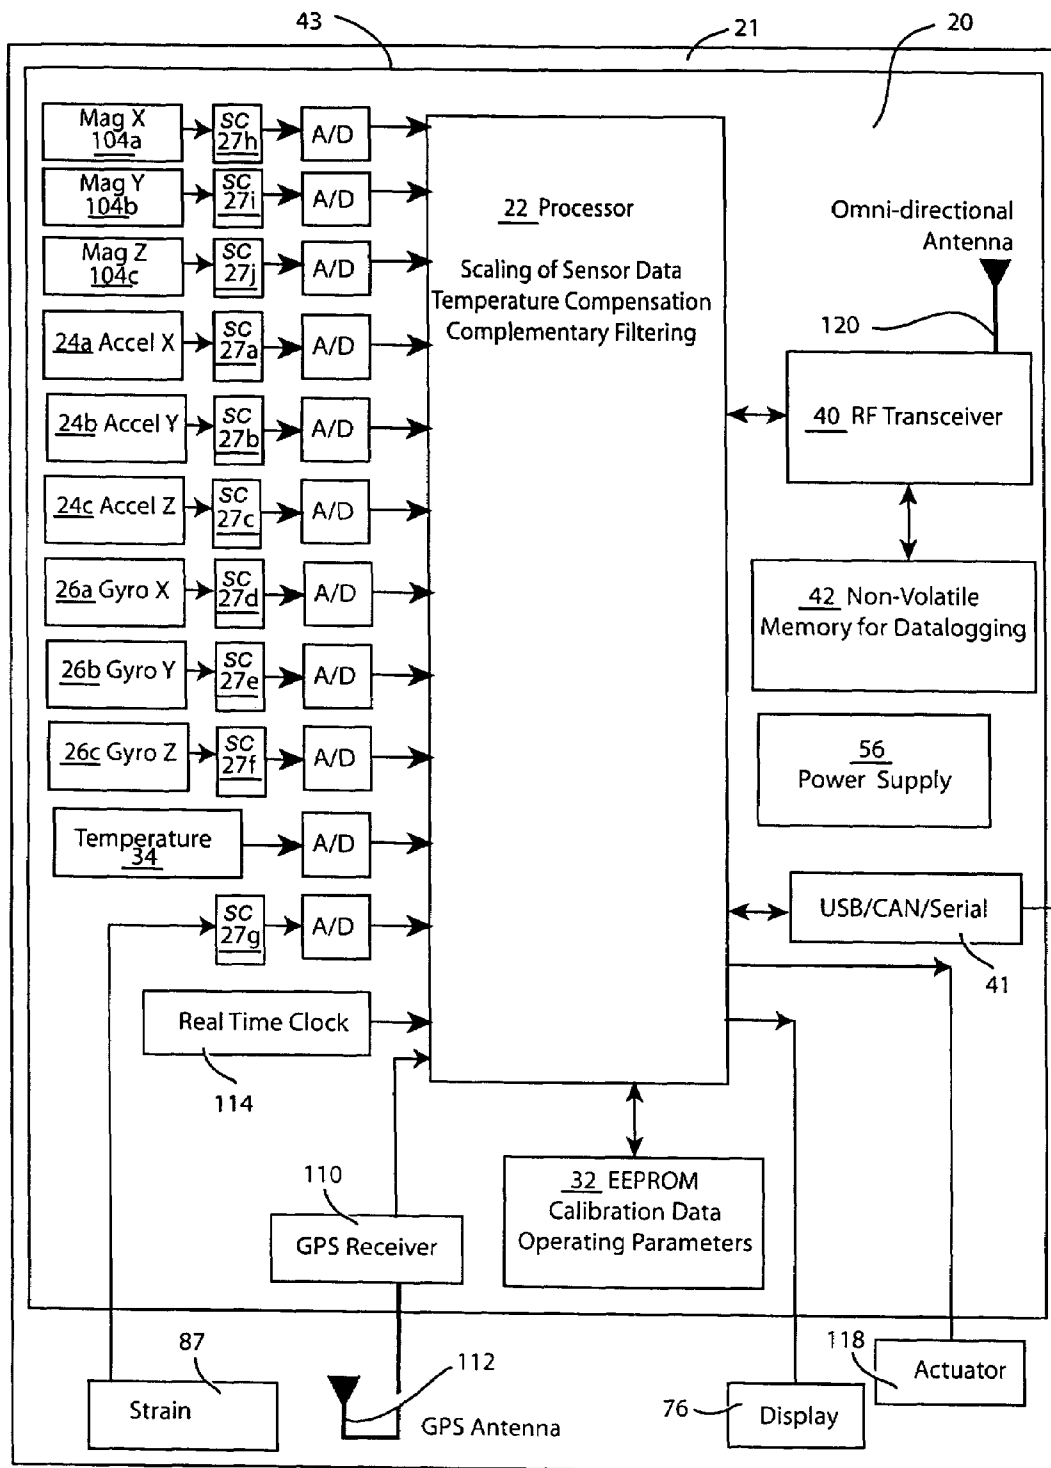 43
21
20
Mag X
104a
SC
27h
A/D
Mag Y
104b
SC
27i
A/D
Mag Z
104c
SC
27j
A/D
24a Accel X
SC
27a
A/D
24b Accel Y
SC
27b
A/D
24c Accel Z
SC
27c
A/D
26a Gyro X
SC
27d
A/D
26b Gyro Y
SC
27e
A/D
26c Gyro Z
SC
27f
A/D
Temperature
34
A/D
SC
27g
A/D
Real Time Clock
114
22 Processor
Scaling of Sensor Data
Temperature Compensation
Complementary Filtering
Omni-directional
Antenna
120
40 RF Transceiver
42 Non-Volatile
Memory for Datalogging
56
Power Supply
USB/CAN/Serial
41
110
GPS Receiver
32 EEPROM
Calibration Data
Operating Parameters
87
Strain
112
GPS Antenna
76
Display
118
Actuator